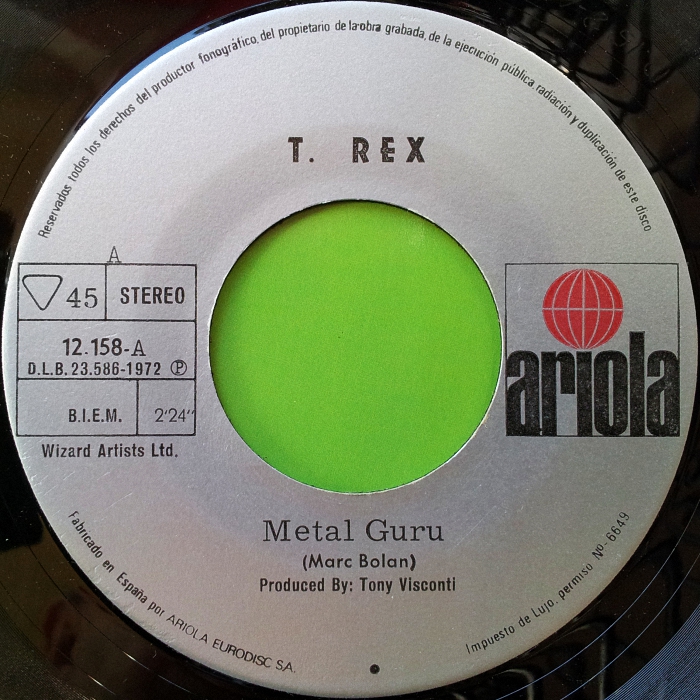 Reservados todos los derechos del productor fonográfico, del propietario de la obra grabada, de la ejecución pública, radiación y duplicación de este disco
T. REX
A
45 STEREO
12.158-A
D.L.B. 23.586-1972 Ⓟ
B.I.E.M. 2'24"
Wizard Artists Ltd.
ariola
Metal Guru
(Marc Bolan)
Produced By: Tony Visconti
Fabricado en España por ARIOLA EURODISC S.A.
Impuesto de Lujo, permiso Nº 6649